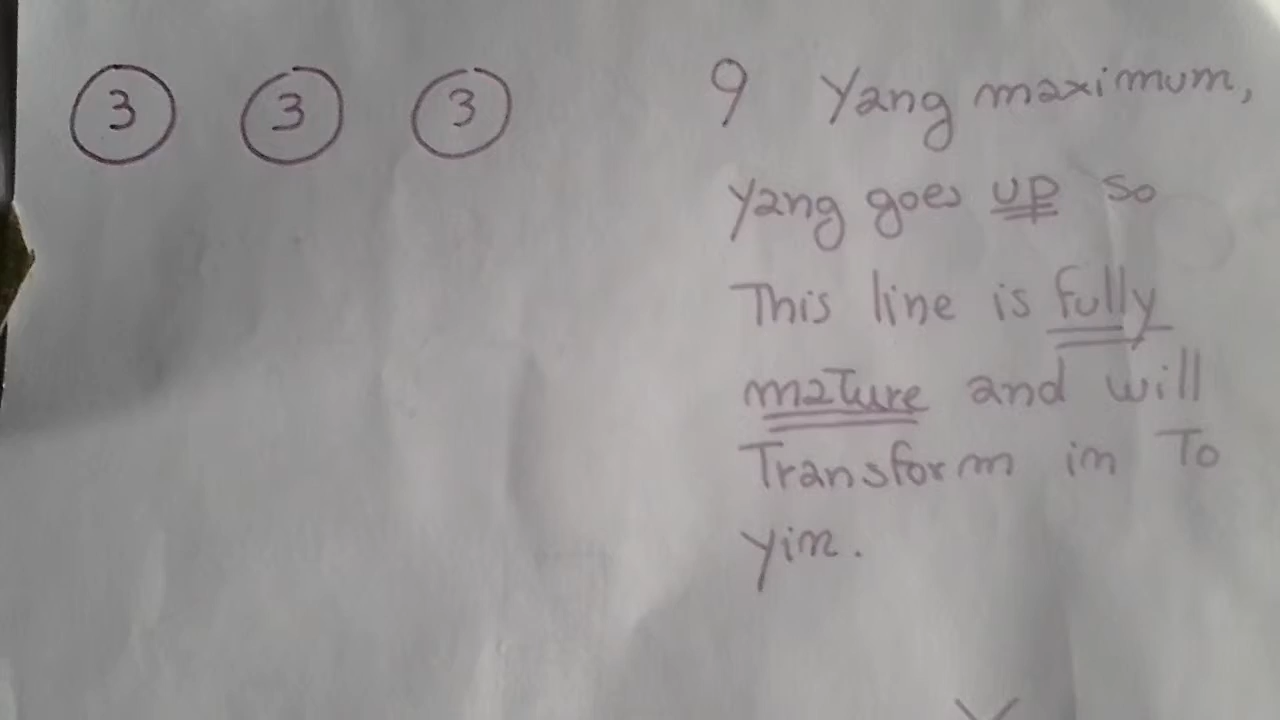 3 3 3 9 Yang maximum,
yang goes up so
This line is fully
mature and will
Transform in To
yin.